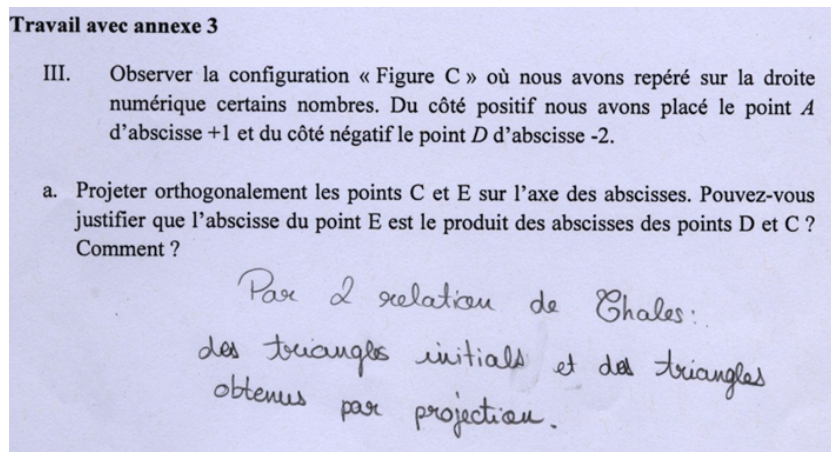 Travail avec annexe 3
III. Observer la configuration « Figure C » où nous avons repéré sur la droite
numérique certains nombres. Du côté positif nous avons placé le point A
d'abscisse +1 et du côté négatif le point D d'abscisse -2.
a. Projeter orthogonalement les points C et E sur l'axe des abscisses. Pouvez-vous
justifier que l'abscisse du point E est le produit des abscisses des points D et C ?
Comment ?
Par 2 relation de Thales:
des triangles initials et des triangles
obtenus par projection.